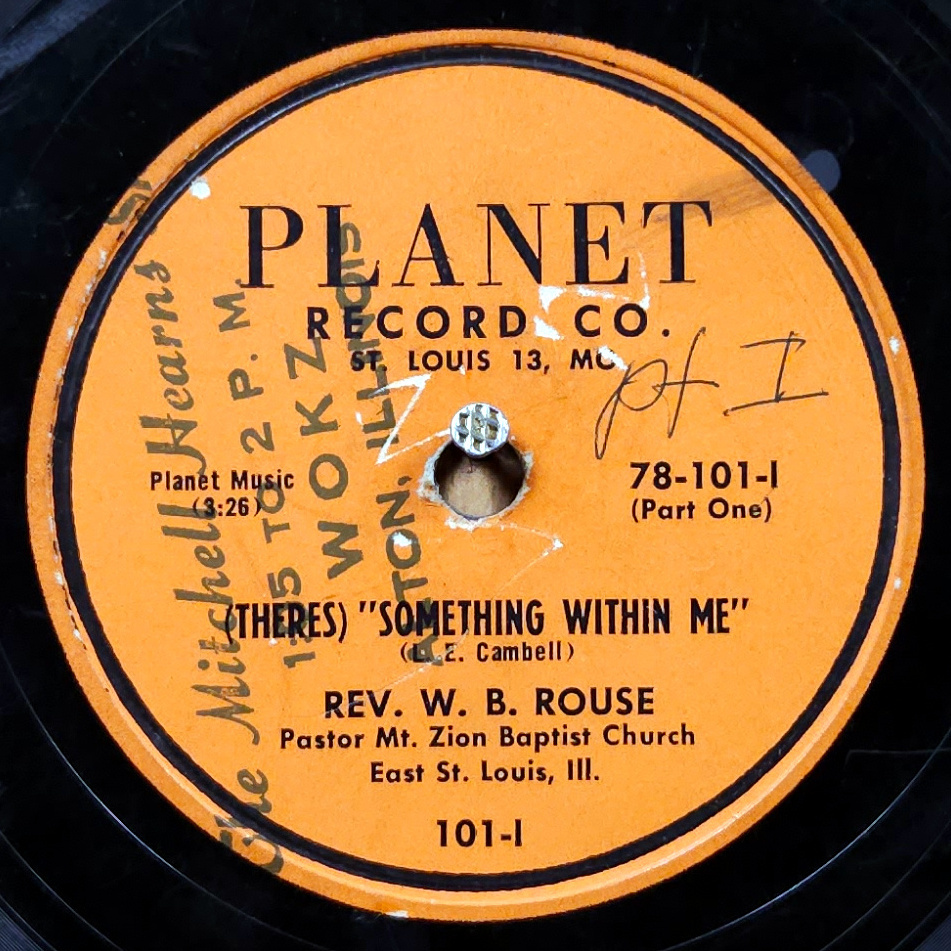 PLANET
RECORD CO.
ST. LOUIS 13, MO
pt I
Planet Music
(3:26)
78-101-I
(Part One)
(THERES) "SOMETHING WITHIN ME"
(L. E. Cambell)
REV. W. B. ROUSE
Pastor Mt. Zion Baptist Church
East St. Louis, Ill.
101-I
The Mitchell Hearns
TO 2 P. M.
WOKZ
ALTON, ILLINOIS